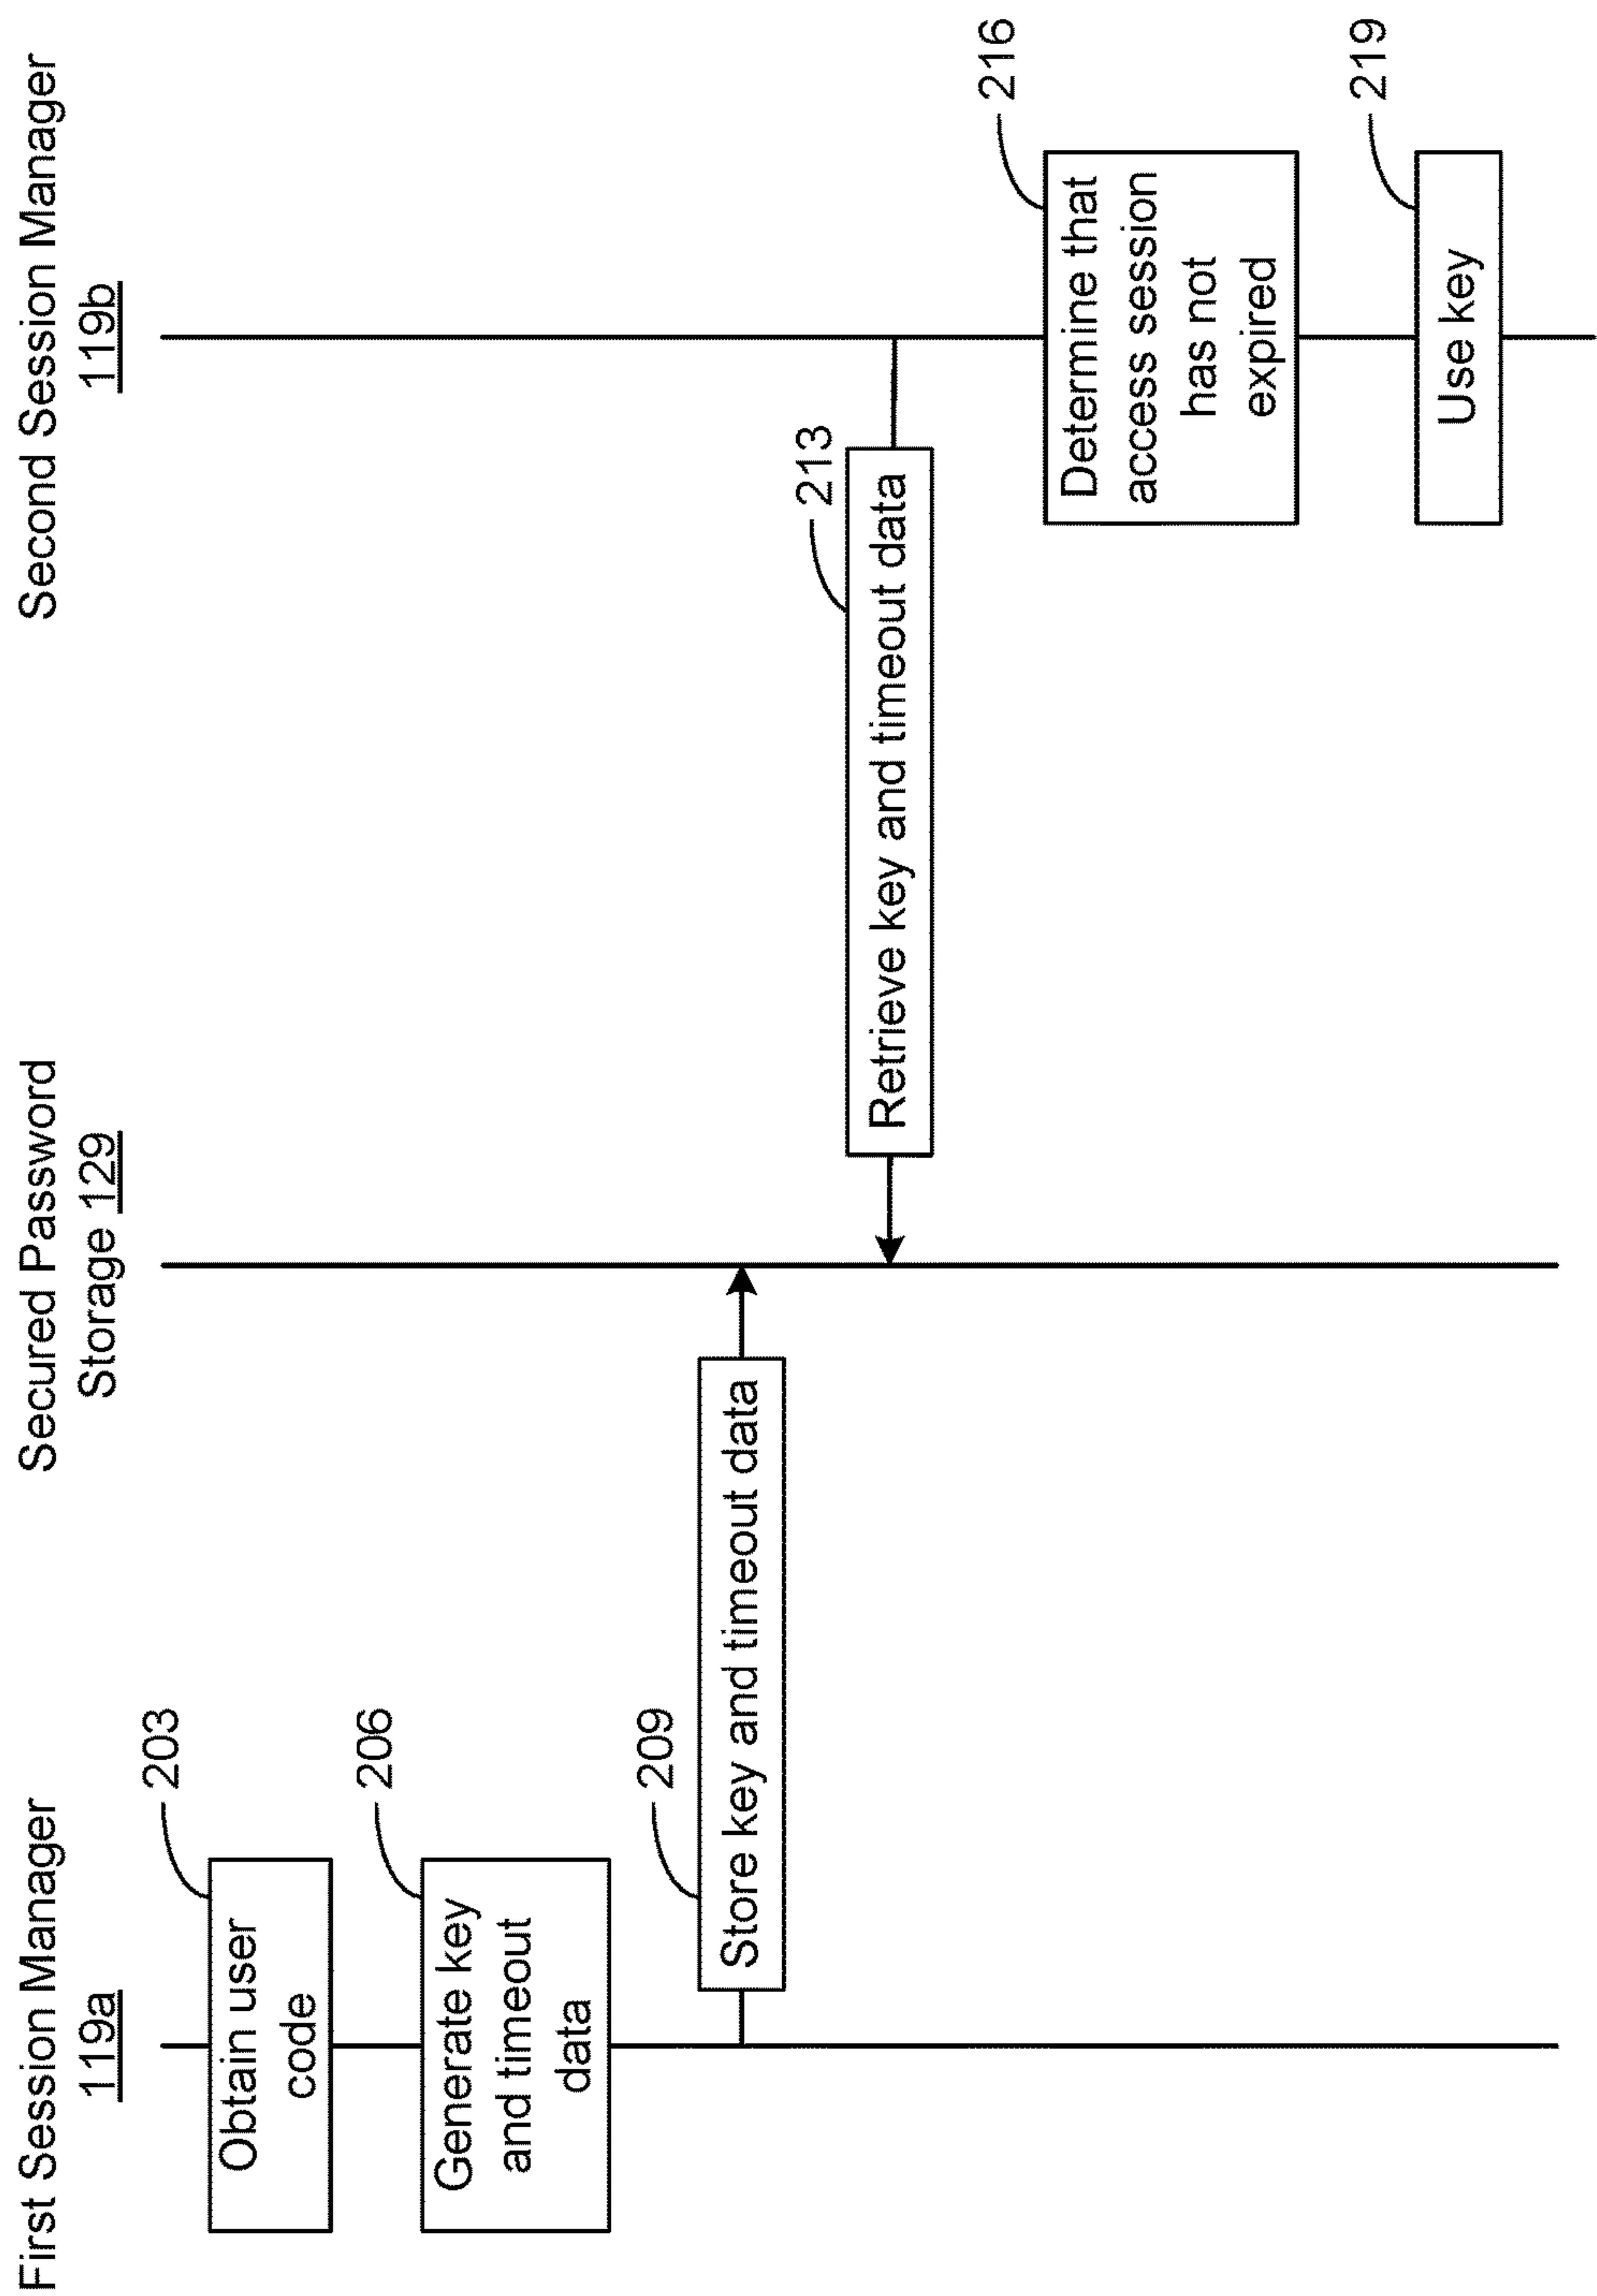 First Session Manager
119a
Secured Password
Storage 129
Second Session Manager
119b
203
Obtain user
code
206
Generate key
and timeout
data
209
Store key and timeout data
213
Retrieve key and timeout data
216
Determine that
access session
has not
expired
219
Use key